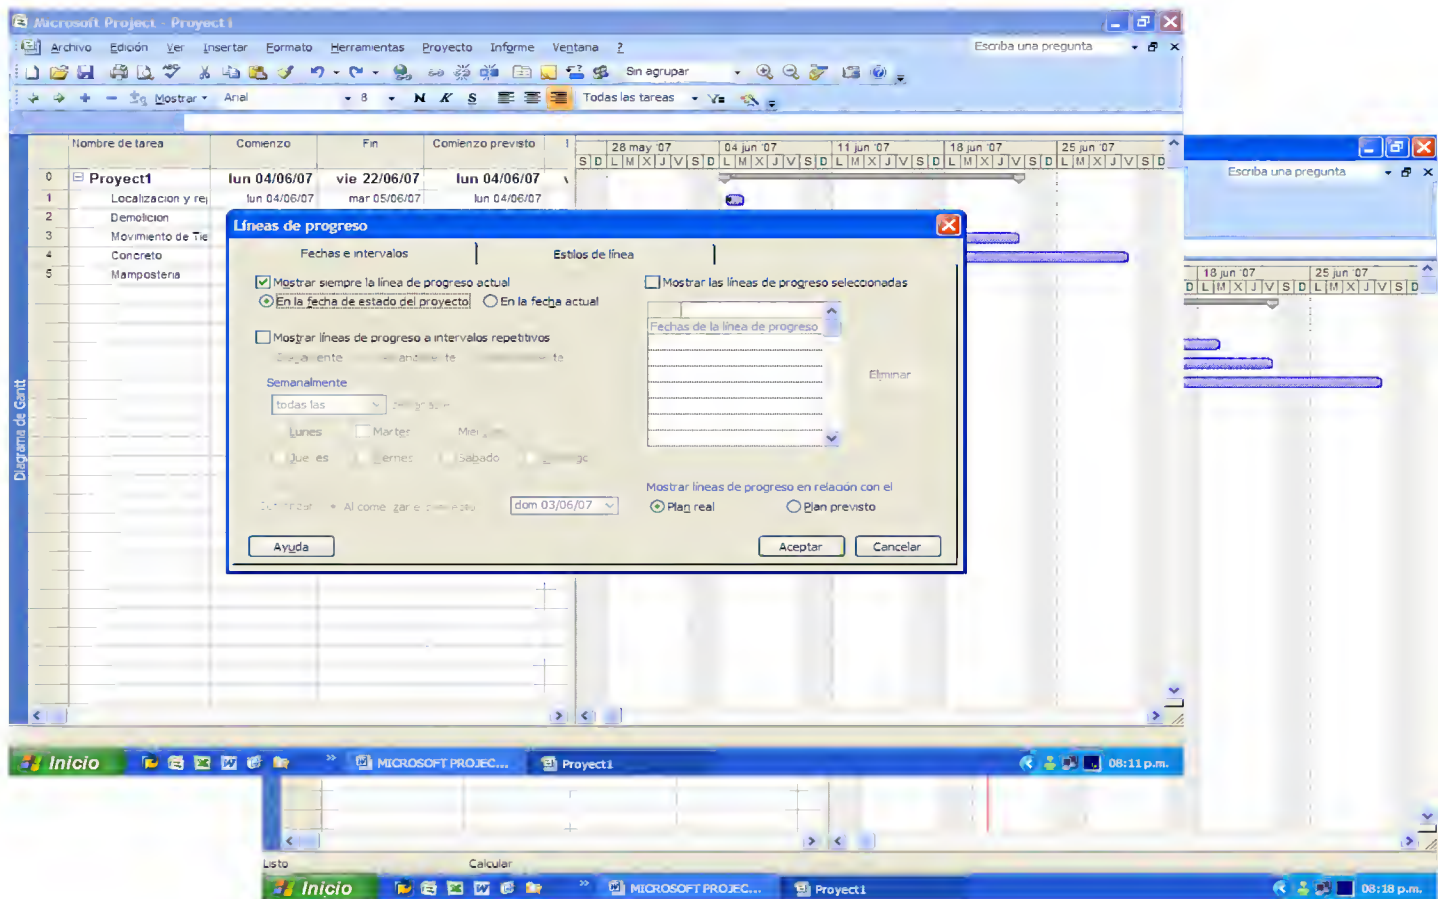 Microsoft Project - Proyect1
Archivo Edición Ver Insertar Formato Herramientas Proyecto Informe Ventana ?
Escriba una pregunta
Sin agrupar
Mostrar Arial 8 N K S Todas las tareas
Nombre de tarea Comienzo Fin Comienzo previsto
28 may '07 04 jun '07 11 jun '07 18 jun '07 25 jun '07
S D L M X J V S D L M X J V S D L M X J V S D L M X J V S D L M X J V S D
0 Proyect1 lun 04/06/07 vie 22/06/07 lun 04/06/07
1 Localizacion y rej lun 04/06/07 mar 05/06/07 lun 04/06/07
2 Demolicion
3 Movimiento de Tie
4 Concreto
5 Mamposteria
Diagrama de Gantt
Líneas de progreso
Fechas e intervalos Estilos de línea
Mostrar siempre la línea de progreso actual
En la fecha de estado del proyecto En la fecha actual
Mostrar líneas de progreso a intervalos repetitivos
Semanalmente
todas las
Lunes Martes
Sábado
dom 03/06/07
Mostrar las líneas de progreso seleccionadas
Fechas de la línea de progreso
Eliminar
Mostrar líneas de progreso en relación con el
Plan real Plan previsto
Ayuda Aceptar Cancelar
Inicio MICROSOFT PROJEC... Proyect1 08:11 p.m.
Escriba una pregunta
18 jun '07 25 jun '07
D L M X J V S D L M X J V S D
Listo Calcular
Inicio MICROSOFT PROJEC... Proyect1 08:18 p.m.